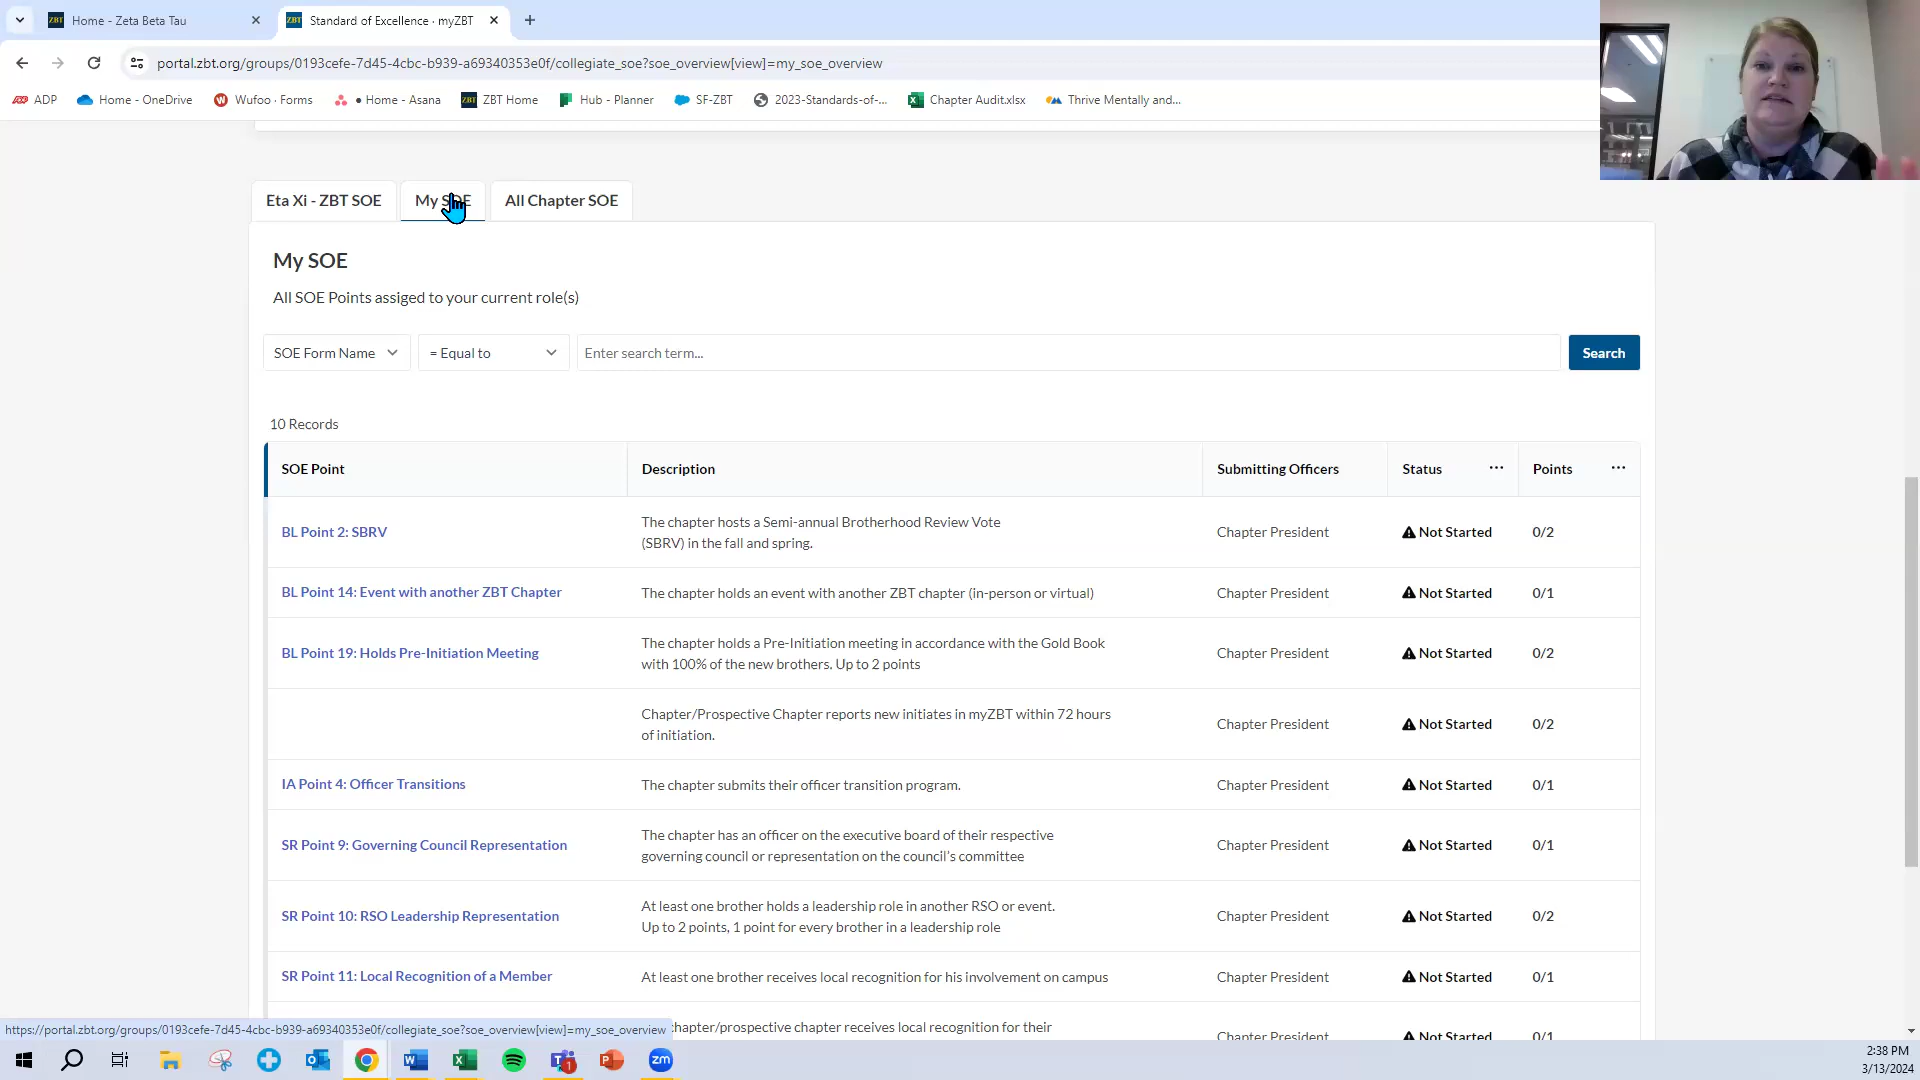 Home - Zeta Beta Tau
Standard of Excellence · myZBT
portal.zbt.org/groups/0193cefe-7d45-4cbc-b939-a69340353e0f/collegiate_soe?soe_overview[view]=my_soe_overview
ADP
Home - OneDrive
Wufoo · Forms
● Home - Asana
ZBT Home
Hub - Planner
SF-ZBT
2023-Standards-of-...
Chapter Audit.xlsx
Thrive Mentally and...
Eta Xi - ZBT SOE
My SOE
All Chapter SOE
My SOE
All SOE Points assiged to your current role(s)
SOE Form Name
= Equal to
Enter search term...
Search
10 Records
SOE Point
Description
Submitting Officers
Status
Points
BL Point 2: SBRV
The chapter hosts a Semi-annual Brotherhood Review Vote
(SBRV) in the fall and spring.
Chapter President
Not Started
0/2
BL Point 14: Event with another ZBT Chapter
The chapter holds an event with another ZBT chapter (in-person or virtual)
Chapter President
Not Started
0/1
BL Point 19: Holds Pre-Initiation Meeting
The chapter holds a Pre-Initiation meeting in accordance with the Gold Book
with 100% of the new brothers. Up to 2 points
Chapter President
Not Started
0/2
Chapter/Prospective Chapter reports new initiates in myZBT within 72 hours
of initiation.
Chapter President
Not Started
0/2
IA Point 4: Officer Transitions
The chapter submits their officer transition program.
Chapter President
Not Started
0/1
SR Point 9: Governing Council Representation
The chapter has an officer on the executive board of their respective
governing council or representation on the council's committee
Chapter President
Not Started
0/1
SR Point 10: RSO Leadership Representation
At least one brother holds a leadership role in another RSO or event.
Up to 2 points, 1 point for every brother in a leadership role
Chapter President
Not Started
0/2
SR Point 11: Local Recognition of a Member
At least one brother receives local recognition for his involvement on campus
Chapter President
Not Started
0/1
chapter/prospective chapter receives local recognition for their
Chapter President
Not Started
0/1
https://portal.zbt.org/groups/0193cefe-7d45-4cbc-b939-a69340353e0f/collegiate_soe?soe_overview[view]=my_soe_overview
zm
2:38 PM
3/13/2024